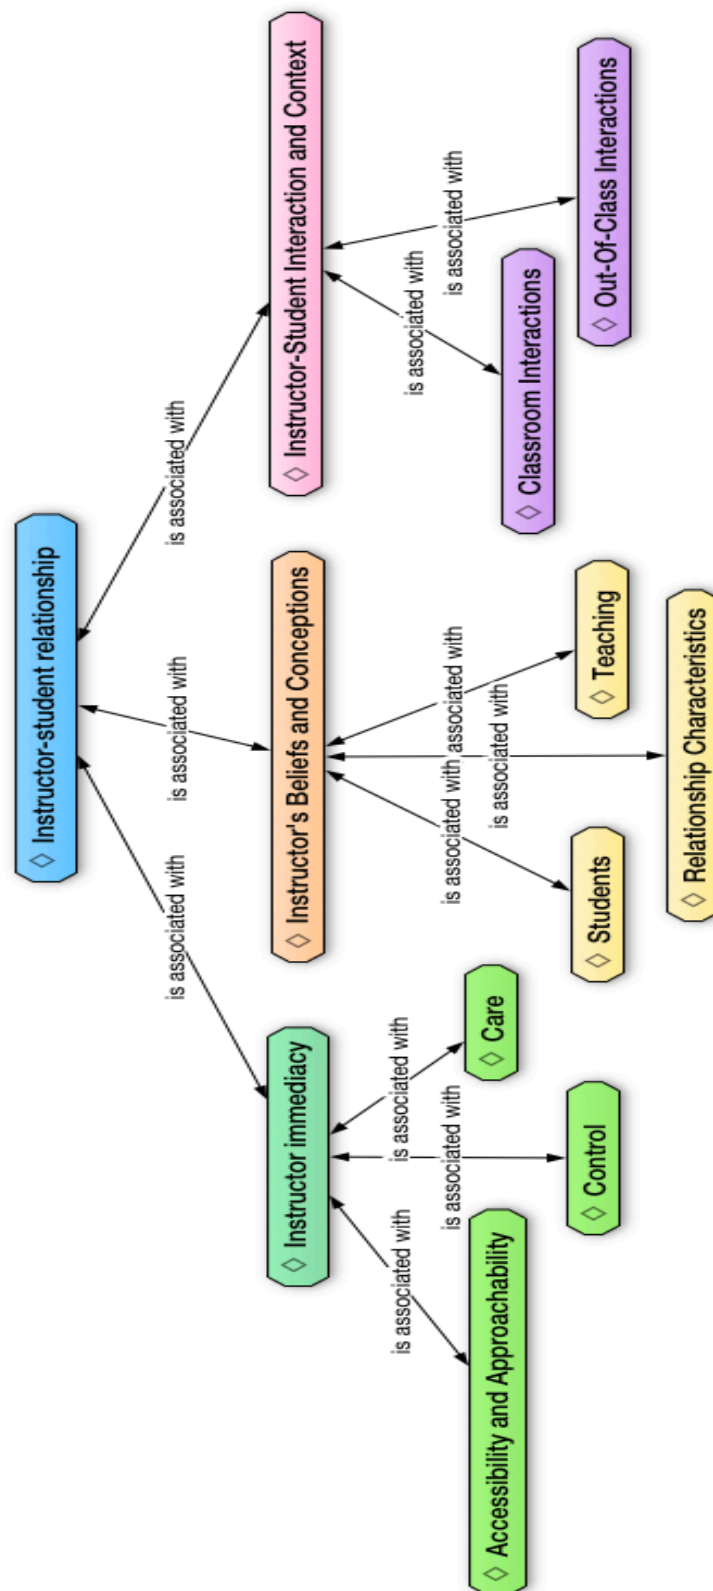 ◇ Instructor-student relationship
is associated with
is associated with
is associated with
◇ Instructor immediacy
◇ Instructor's Beliefs and Conceptions
◇ Instructor-Student Interaction and Context
is associated with
is associated with
is associated with
◇ Accessibility and Approachability
◇ Control
◇ Care
is associated with
associated with
is associated with
◇ Students
◇ Relationship Characteristics
◇ Teaching
is associated with
is associated with
◇ Classroom Interactions
◇ Out-Of-Class Interactions